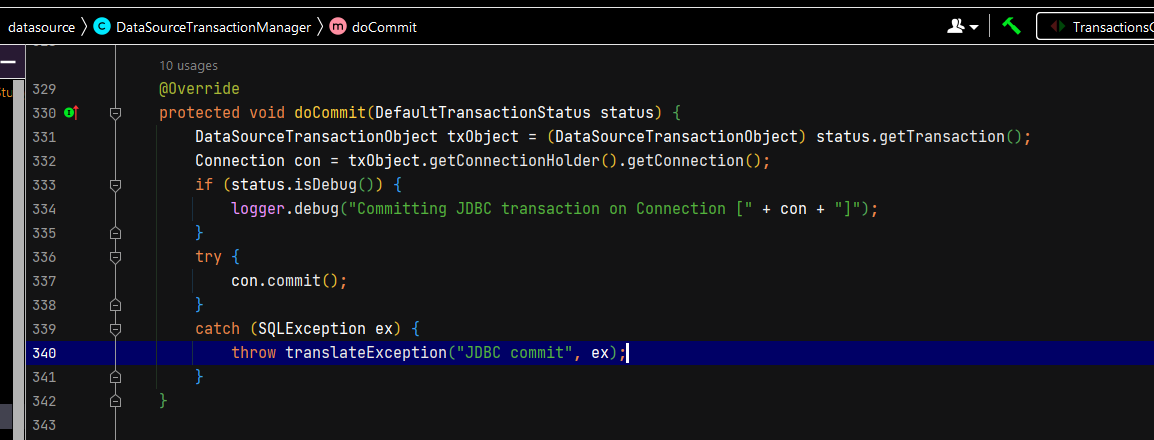 datasource DataSourceTransactionManager doCommit TransactionsC
10 usages
329 @Override
330 protected void doCommit(DefaultTransactionStatus status) {
331 DataSourceTransactionObject txObject = (DataSourceTransactionObject) status.getTransaction();
332 Connection con = txObject.getConnectionHolder().getConnection();
333 if (status.isDebug()) {
334 logger.debug("Committing JDBC transaction on Connection [" + con + "]");
335 }
336 try {
337 con.commit();
338 }
339 catch (SQLException ex) {
340 throw translateException("JDBC commit", ex);
341 }
342 }
343